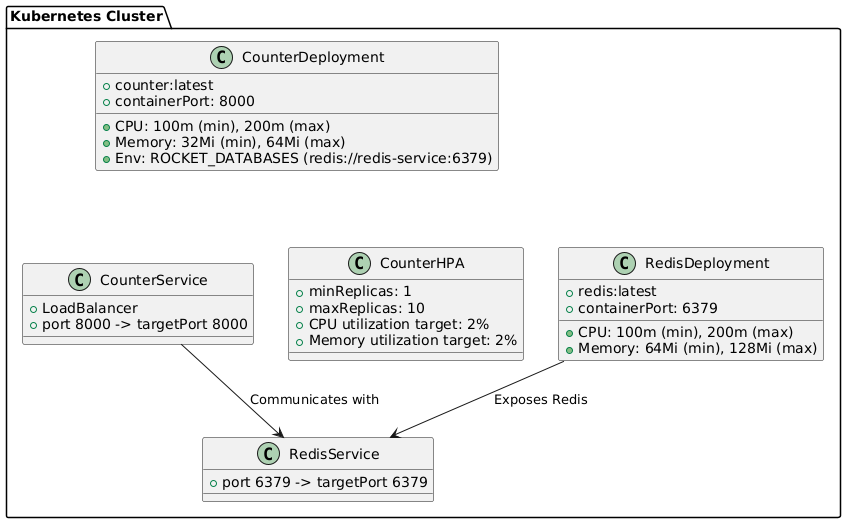 Kubernetes Cluster
C CounterDeployment
counter:latest
containerPort: 8000
CPU: 100m (min), 200m (max)
Memory: 32Mi (min), 64Mi (max)
Env: ROCKET_DATABASES (redis://redis-service:6379)
C CounterService
LoadBalancer
port 8000 -> targetPort 8000
C CounterHPA
minReplicas: 1
maxReplicas: 10
CPU utilization target: 2%
Memory utilization target: 2%
C RedisDeployment
redis:latest
containerPort: 6379
CPU: 100m (min), 200m (max)
Memory: 64Mi (min), 128Mi (max)
Communicates with
Exposes Redis
C RedisService
port 6379 -> targetPort 6379